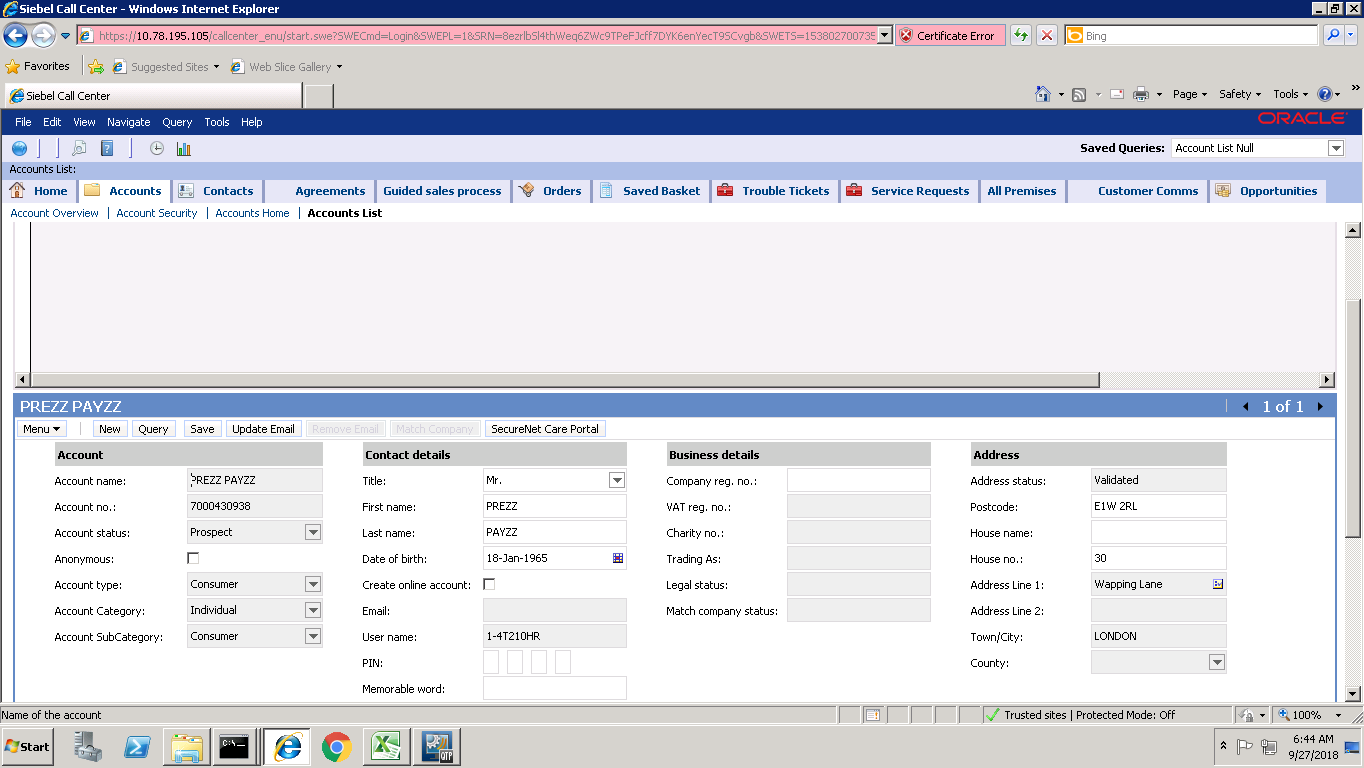 Siebel Call Center - Windows Internet Explorer
https://10.78.195.105/callcenter_enu/start.swe?SWECmd=Login&SWEPL=1&SRN=8ezrlbSl4thWeq6ZWc9TPeFJcff7DYK6enYecT9SCvgb&SWETS=153802700735 Certificate Error Bing
Favorites Suggested Sites Web Slice Gallery
Siebel Call Center Page Safety Tools
File Edit View Navigate Query Tools Help ORACLE
Saved Queries: Account List Null
Accounts List:
Home Accounts Contacts Agreements Guided sales process Orders Saved Basket Trouble Tickets Service Requests All Premises Customer Comms Opportunities
Account Overview Account Security Accounts Home Accounts List
PREZZ PAYZZ 1 of 1
Menu New Query Save Update Email Remove Email Match Company SecureNet Care Portal
Account Contact details Business details Address
Account name: PREZZ PAYZZ Title: Mr. Company reg. no.: Address status: Validated
Account no.: 7000430938 First name: PREZZ VAT reg. no.: Postcode: E1W 2RL
Account status: Prospect Last name: PAYZZ Charity no.: House name:
Anonymous: Date of birth: 18-Jan-1965 Trading As: House no.: 30
Account type: Consumer Create online account: Legal status: Address Line 1: Wapping Lane
Account Category: Individual Email: Match company status: Address Line 2:
Account SubCategory: Consumer User name: 1-4T210HR Town/City: LONDON
PIN: County:
Memorable word:
Name of the account Trusted sites | Protected Mode: Off 100%
Start C:\ QTP 6:44 AM
9/27/2018